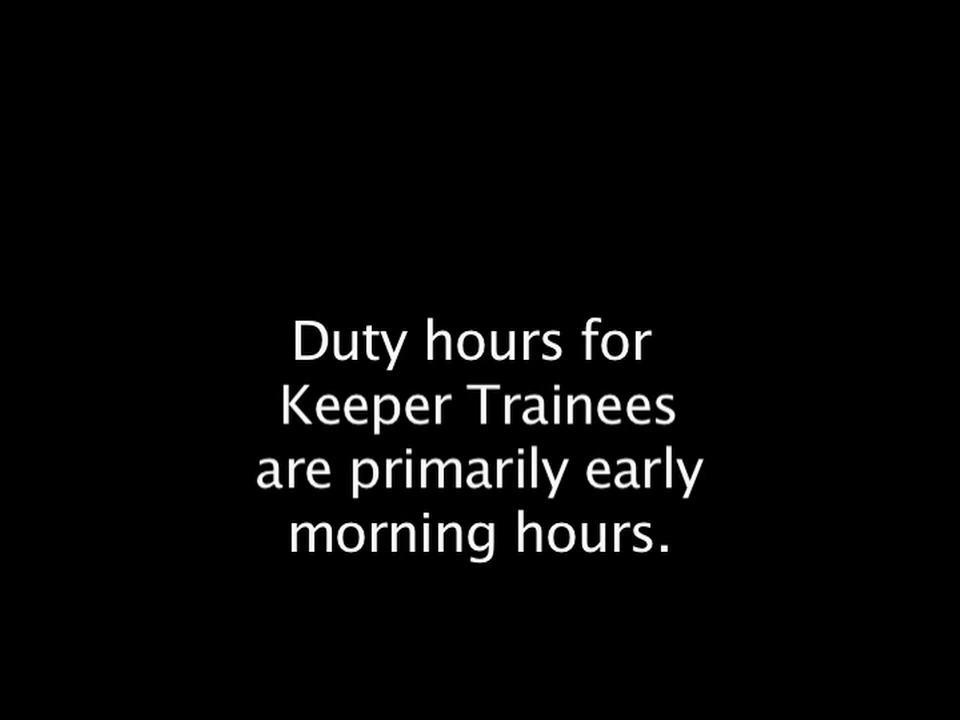 Duty hours for
Keeper Trainees
are primarily early
morning hours.